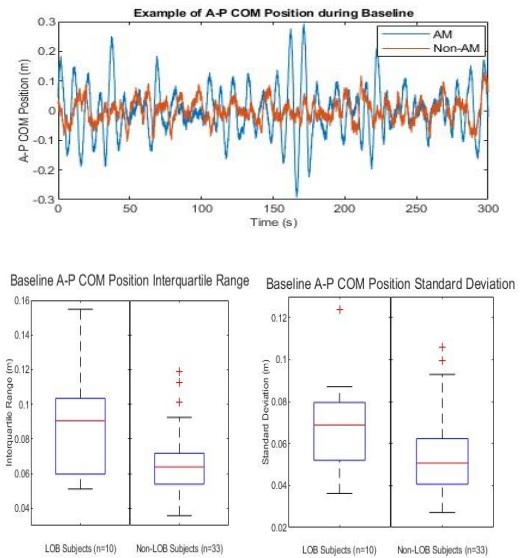 Example of A-P COM Position during Baseline
A-P COM Position (m)
0.3
0.2
0.1
0
-0.1
-0.2
-0.3
AM
Non-AM
0 50 100 150 200 250 300
Time (s)
Baseline A-P COM Position Interquartile Range
Interquartile Range (m)
0.16
0.14
0.12
0.1
0.08
0.06
0.04
LOB Subjects (n=10) Non-LOB Subjects (n=33)
Baseline A-P COM Position Standard Deviation
Standard Deviation (m)
0.12
0.1
0.08
0.06
0.04
0.02
LOB Subjects (n=10) Non-LOB Subjects (n=33)